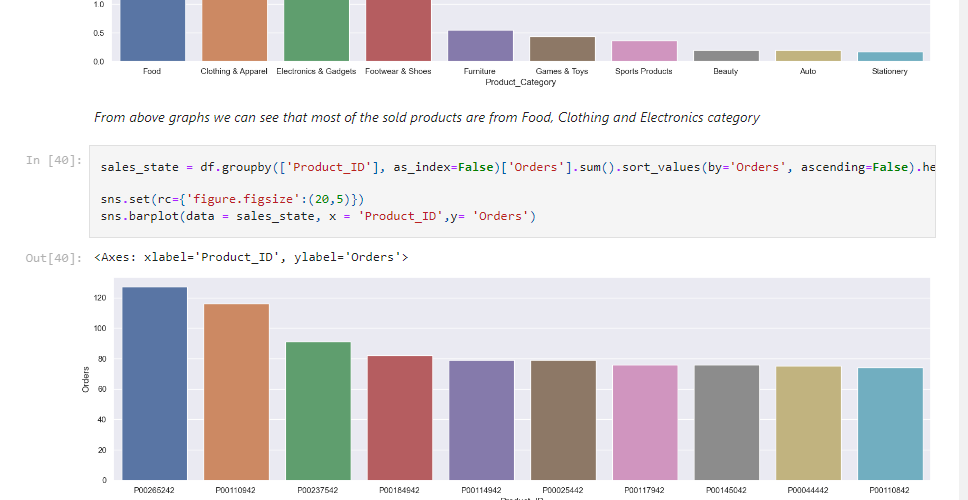 1.0
0.5
0.0
Food Clothing & Apparel Electronics & Gadgets Footwear & Shoes Furniture Games & Toys Sports Products Beauty Auto Stationery
Product_Category
From above graphs we can see that most of the sold products are from Food, Clothing and Electronics category
In [40]:
sales_state = df.groupby(['Product_ID'], as_index=False)['Orders'].sum().sort_values(by='Orders', ascending=False).he
sns.set(rc={'figure.figsize':(20,5)})
sns.barplot(data = sales_state, x = 'Product_ID',y= 'Orders')
Out[40]: <Axes: xlabel='Product_ID', ylabel='Orders'>
120
100
80
60
40
20
0
Orders
P00265242 P00110942 P00237542 P00184942 P00114942 P00025442 P00117942 P00145042 P00044442 P00110842
Product_ID